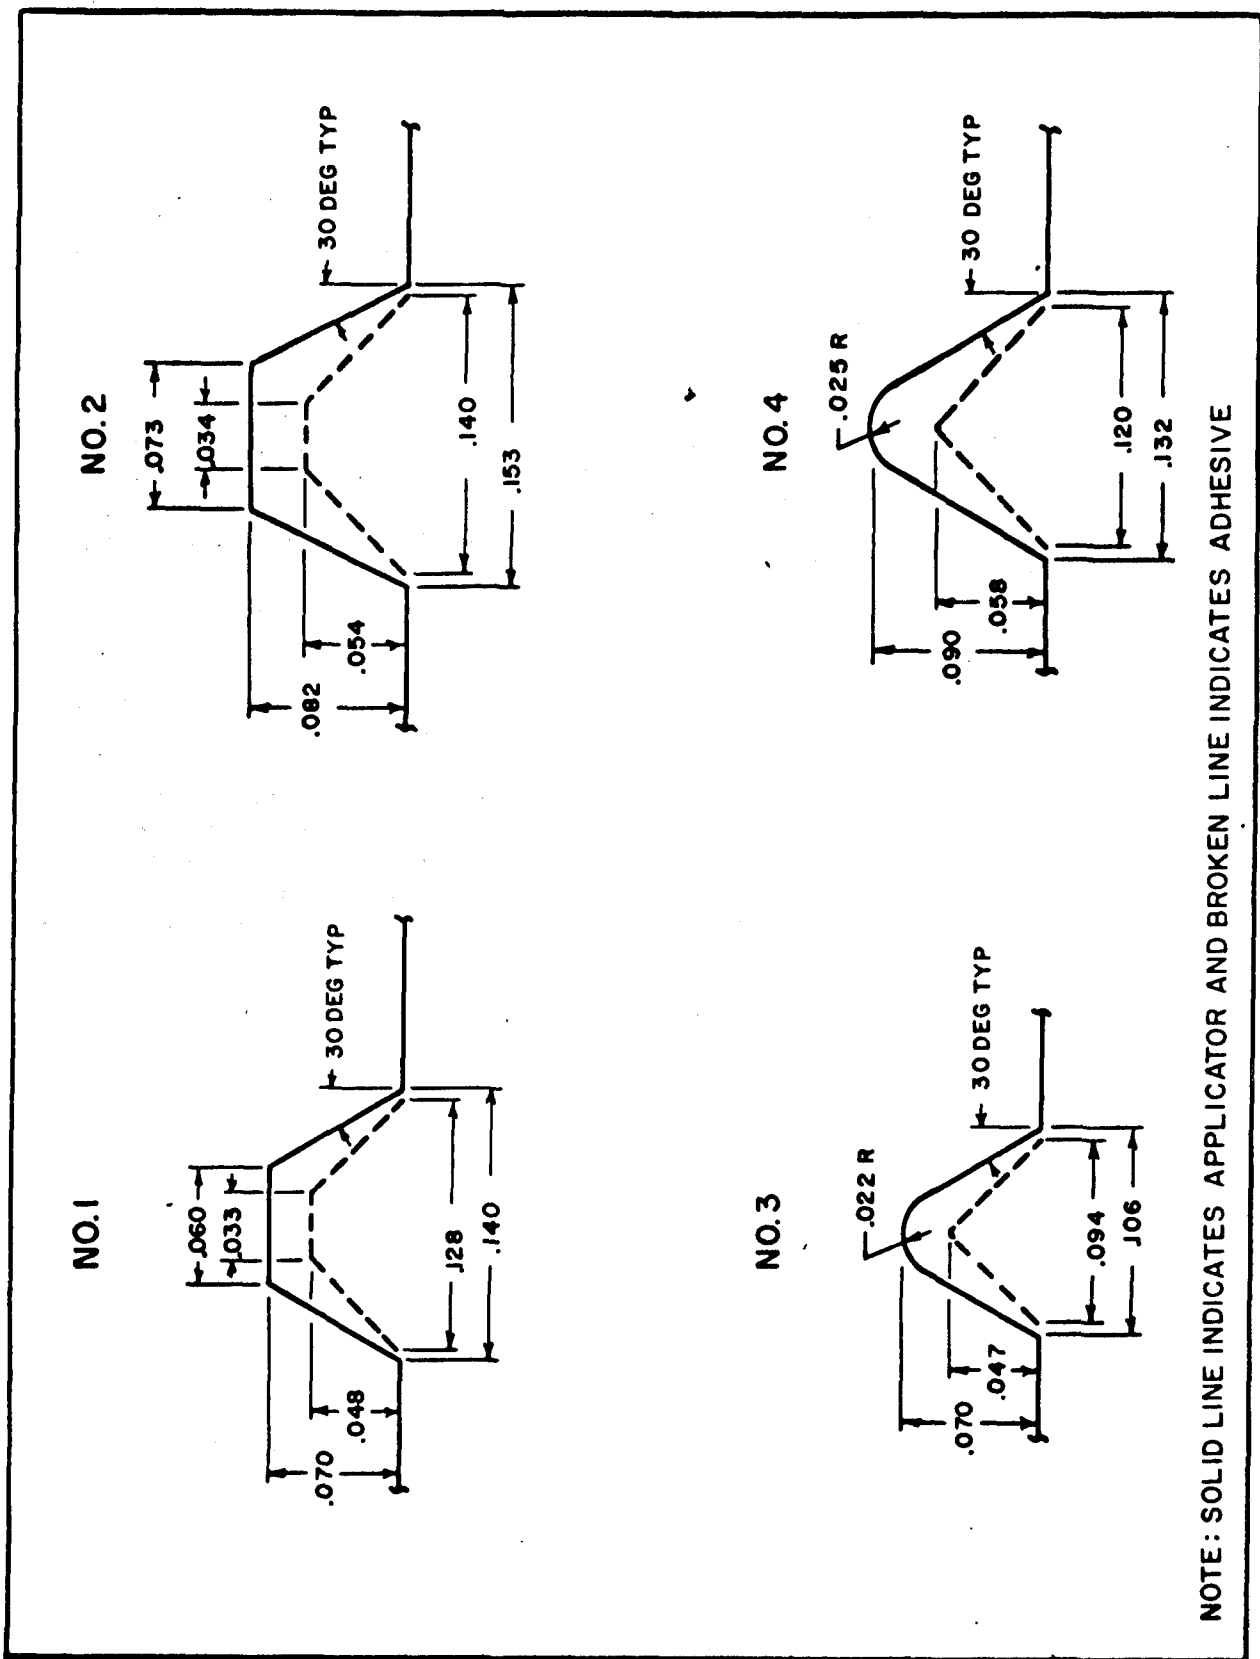 NO. 1
.060
.033
30 DEG TYP
.070
.048
.128
.140
NO. 2
.073
.034
30 DEG TYP
.082
.054
.140
.153
NO. 3
.022 R
30 DEG TYP
.070
.047
.094
.106
NO. 4
.025 R
30 DEG TYP
.090
.058
.120
.132
NOTE: SOLID LINE INDICATES APPLICATOR AND BROKEN LINE INDICATES ADHESIVE